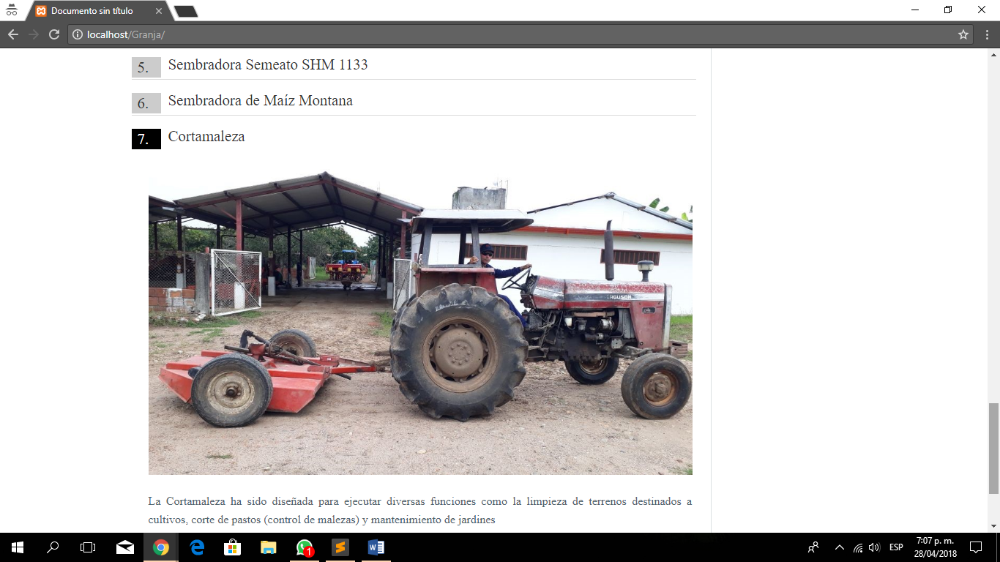 Documento sin título
localhost/Granja/
5. Sembradora Semeato SHM 1133
6. Sembradora de Maíz Montana
7. Cortamaleza
La Cortamaleza ha sido diseñada para ejecutar diversas funciones como la limpieza de terrenos destinados a
cultivos, corte de pastos (control de malezas) y mantenimiento de jardines
1
ESP
7:07 p. m.
28/04/2018